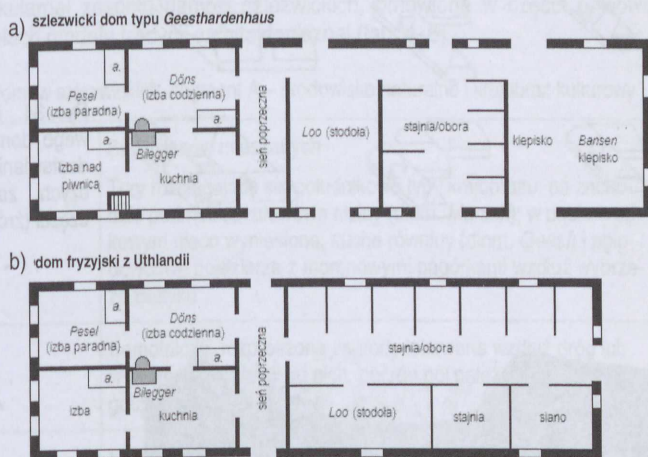 a) szlezwicki dom typu Geesthardenhaus
a.
Pesel
(izba paradna)
Döns
(izba codzienna)
a.
a.
Bilegger
izba nad
piwnicą
kuchnia
sień poprzeczna
Loo (stodoła)
stajnia/obora
klepisko
Bansen
klepisko
b) dom fryzyjski z Uthlandii
a.
Pesel
(izba paradna)
Döns
(izba codzienna)
a.
a.
Bilegger
izba
kuchnia
sień poprzeczna
stajnia/obora
Loo (stodoła)
stajnia
siano